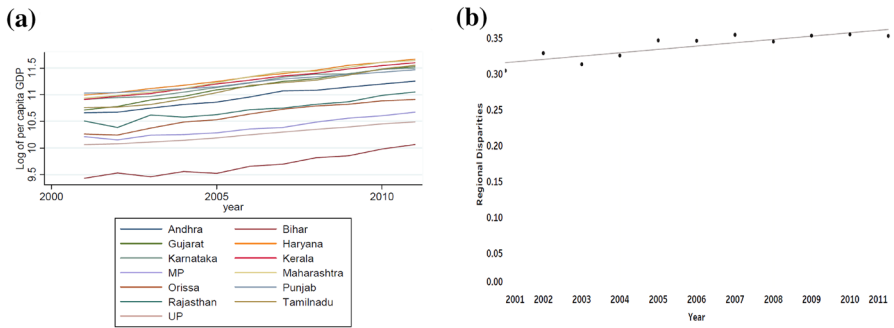 (a)
Log of per capita GDP
11.5
11
10.5
10
9.5
2000
2005
2010
year
Andhra
Bihar
Gujarat
Haryana
Karnataka
Kerala
MP
Maharashtra
Orissa
Punjab
Rajasthan
Tamilnadu
UP
(b)
Regional Disparities
0.35
0.30
0.25
0.20
0.15
0.10
0.05
0.00
2001 2002 2003 2004 2005 2006 2007 2008 2009 2010 2011
Year